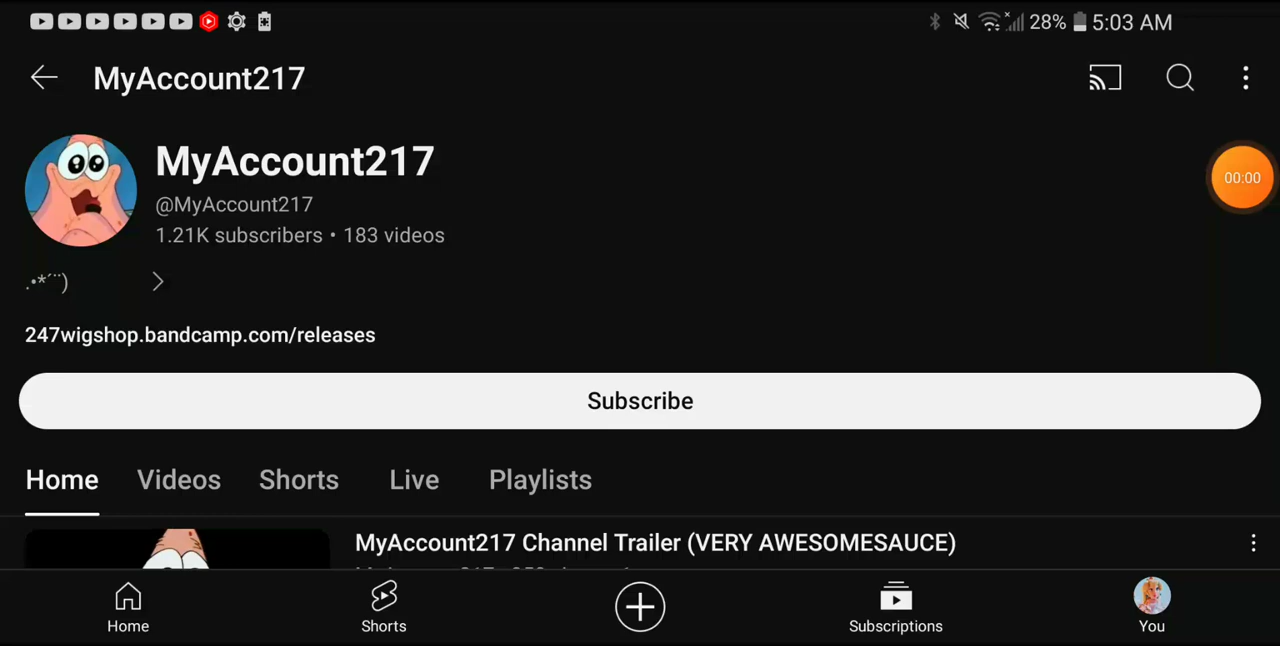 28% 5:03 AM
MyAccount217
MyAccount217
@MyAccount217
1.21K subscribers • 183 videos
00:00
.•*´¨)
247wigshop.bandcamp.com/releases
Subscribe
Home Videos Shorts Live Playlists
MyAccount217 Channel Trailer (VERY AWESOMESAUCE)
Home Shorts Subscriptions You